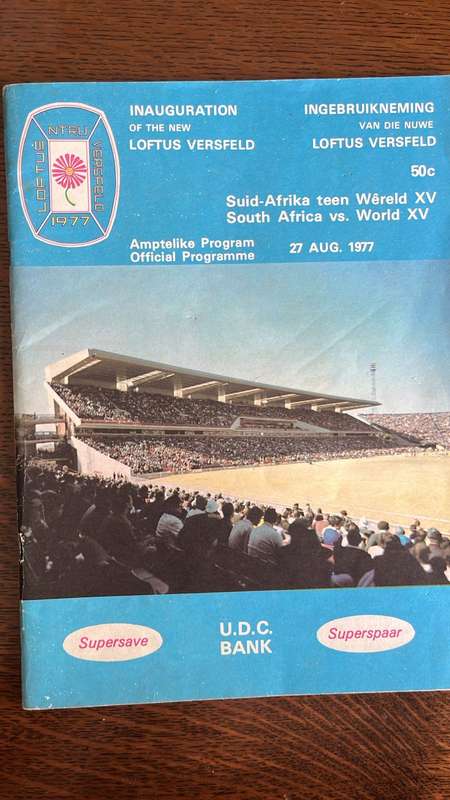 NTRU
LOFTUS
VERSFELD
1977
INAUGURATION
OF THE NEW
LOFTUS VERSFELD
INGEBRUIKNEMING
VAN DIE NUWE
LOFTUS VERSFELD
50c
Suid-Afrika teen Wêreld XV
South Africa vs. World XV
Amptelike Program
Official Programme
27 AUG. 1977
Supersave
U.D.C.
BANK
Superspaar